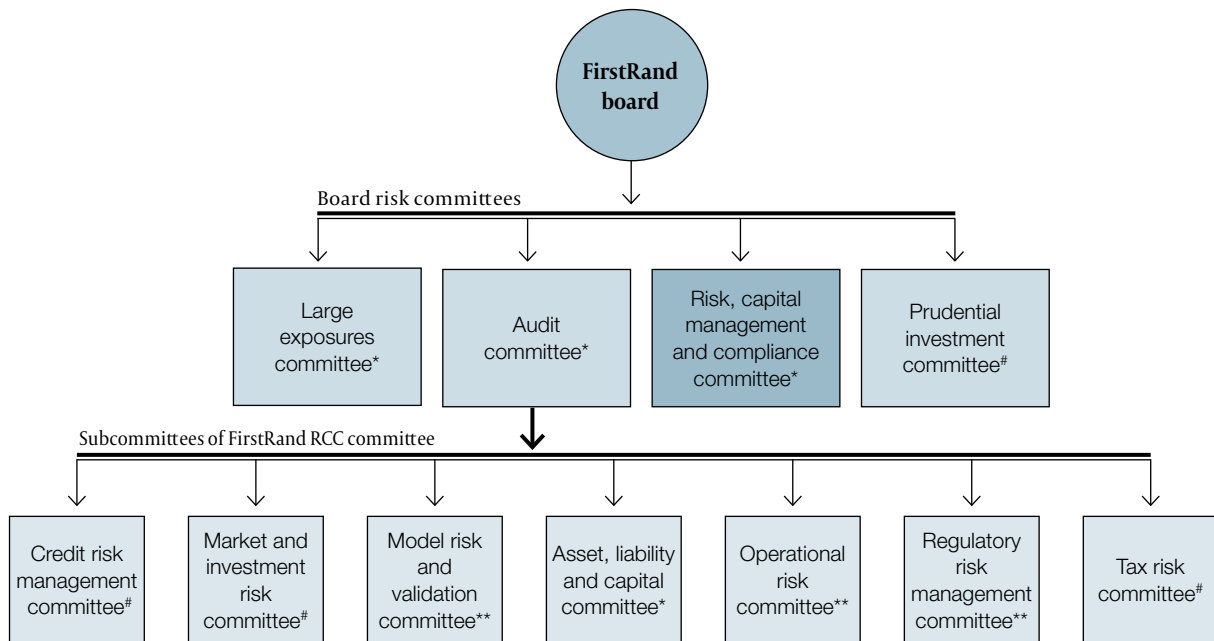 FirstRand
board
Board risk committees
Large
exposures
committee*
Audit
committee*
Risk, capital
management
and compliance
committee*
Prudential
investment
committee#
Subcommittees of FirstRand RCC committee
Credit risk
management
committee#
Market and
investment
risk
committee#
Model risk
and
validation
committee**
Asset, liability
and capital
committee*
Operational
risk
committee**
Regulatory
risk
management
committee**
Tax risk
committee#